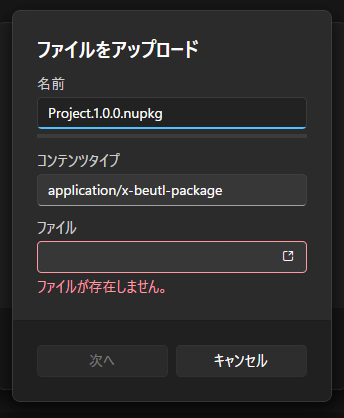 ファイルをアップロード
名前
Project.1.0.0.nupkg
コンテンツタイプ
application/x-beutl-package
ファイル
ファイルが存在しません。
次へ
キャンセル